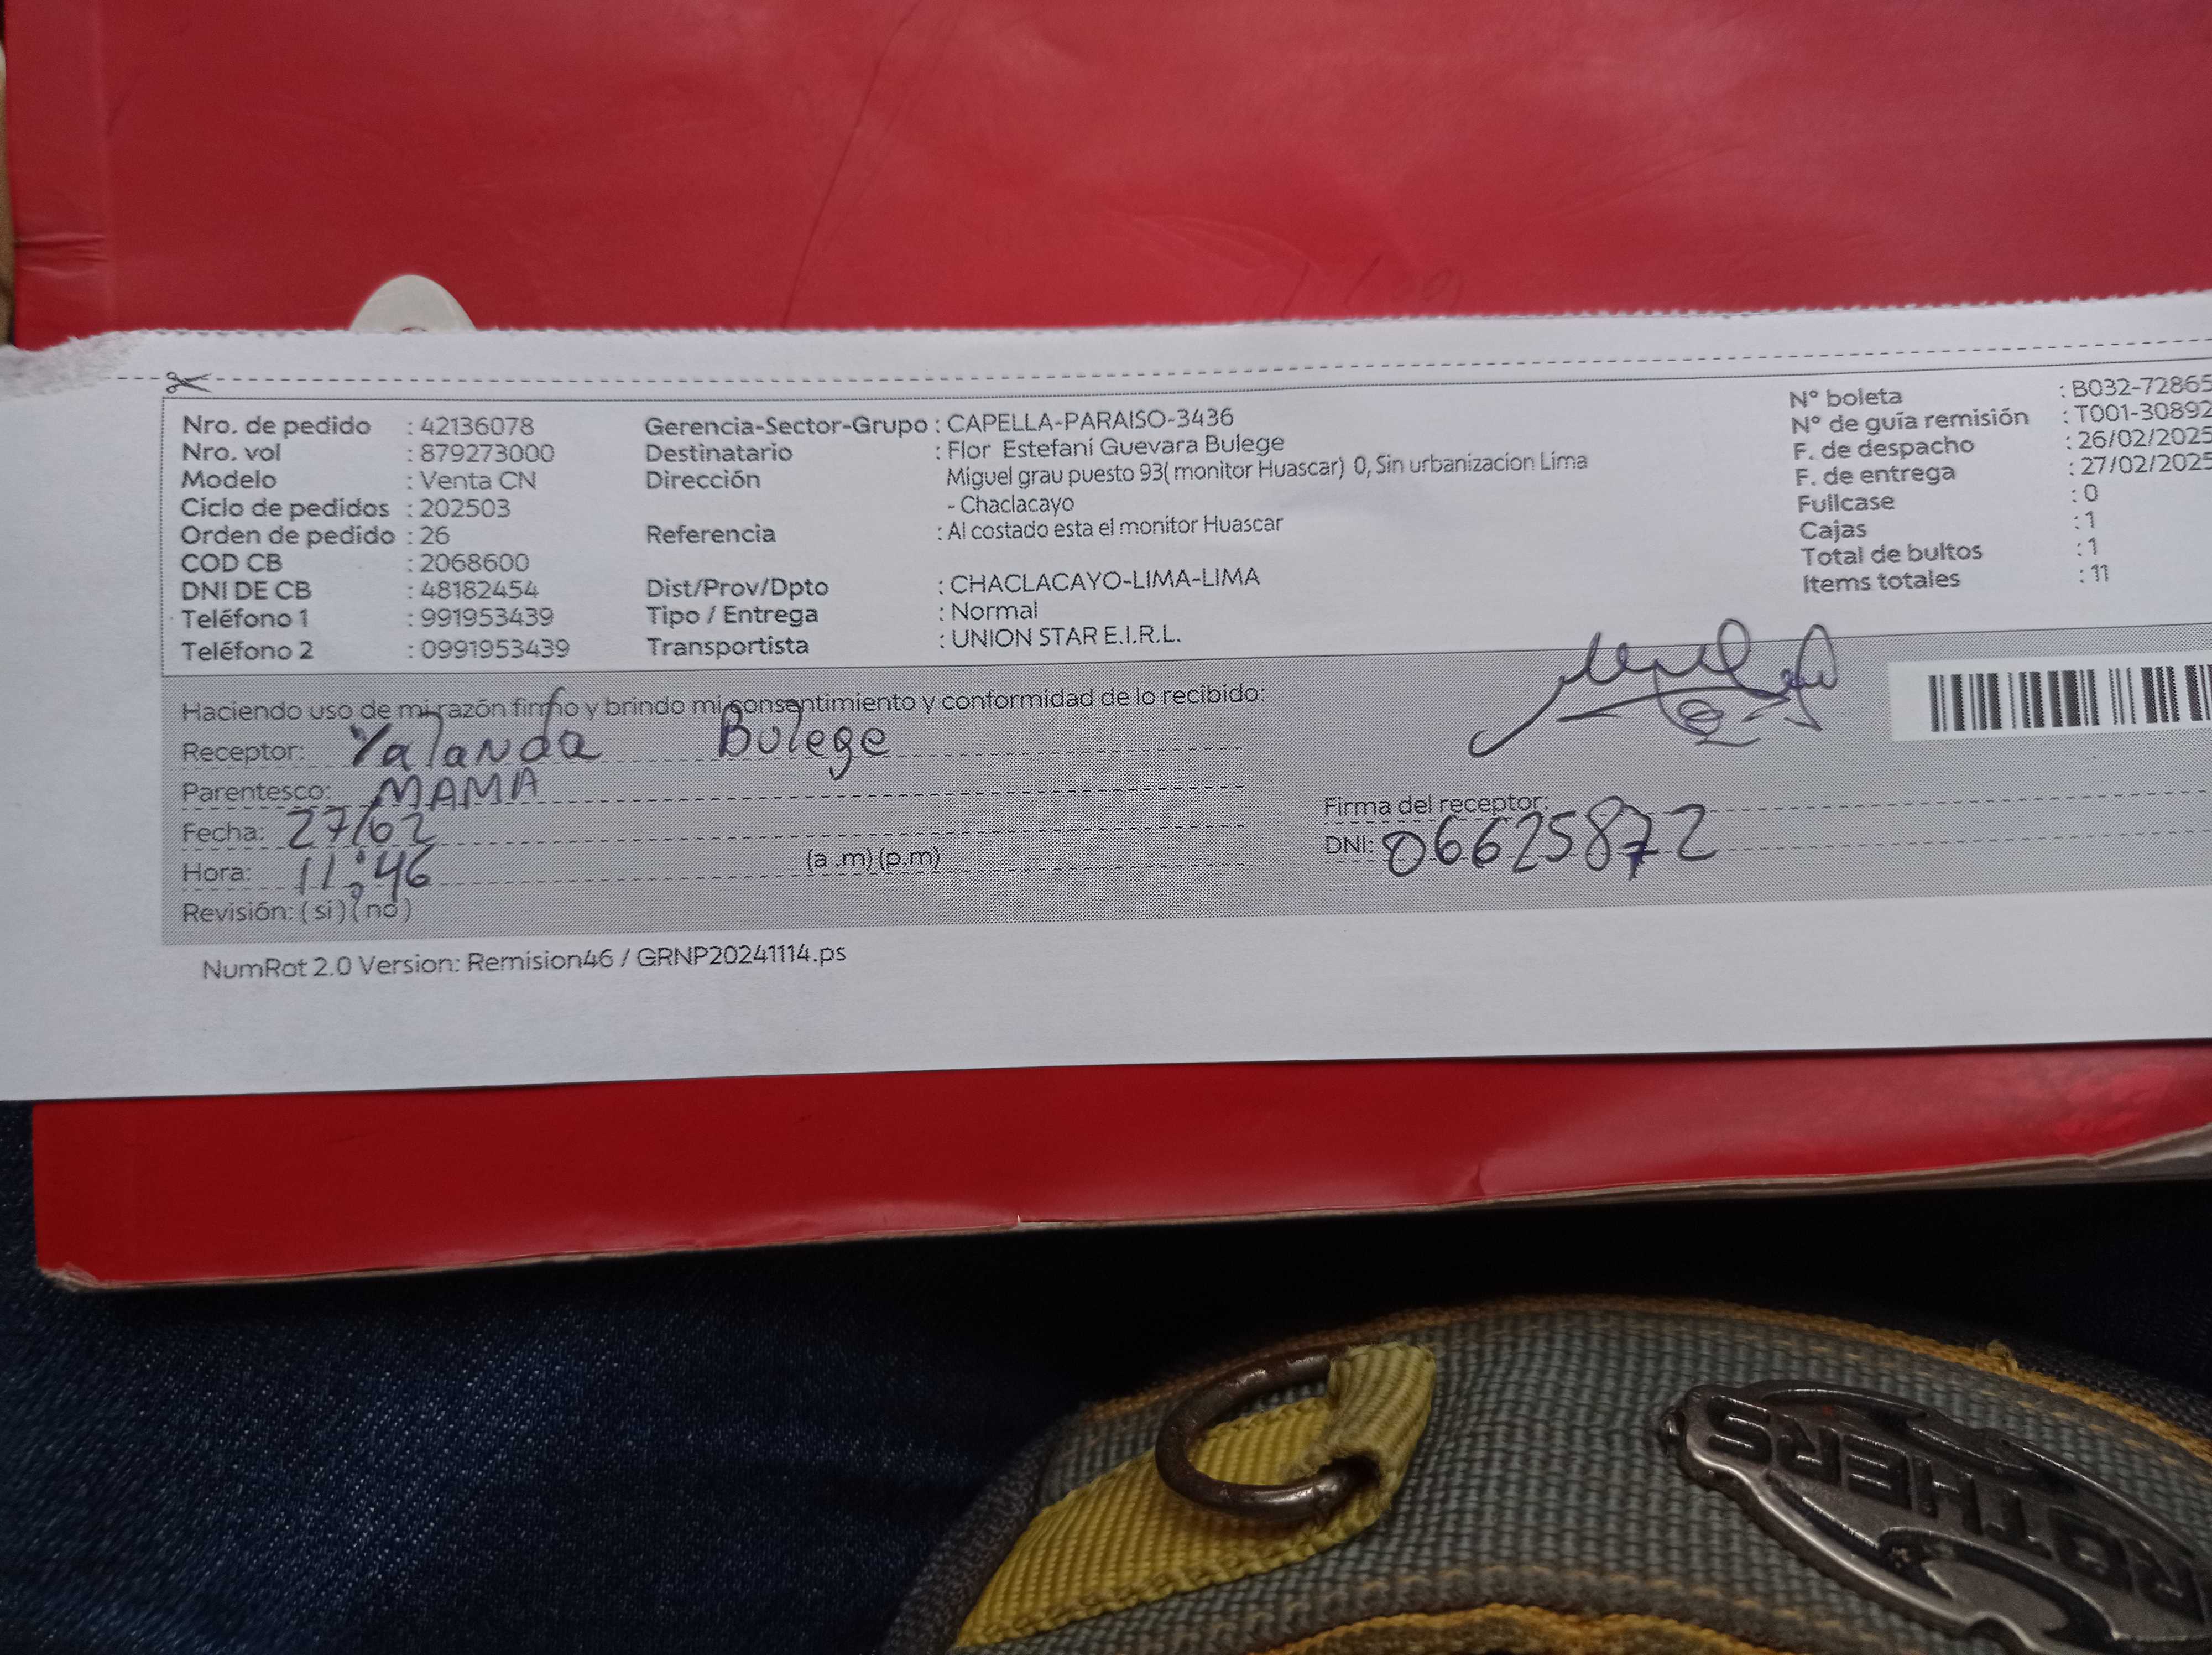 Nro. de pedido : 42136078
Nro. vol : 879273000
Modelo : Venta CN
Ciclo de pedidos : 202503
Orden de pedido : 26
COD CB : 2068600
DNI DE CB : 48182454
Teléfono 1 : 991953439
Teléfono 2 : 0991953439
Gerencia-Sector-Grupo : CAPELLA-PARAISO-3436
Destinatario : Flor Estefani Guevara Bulege
Dirección Miguel grau puesto 93( monitor Huascar) 0, Sin urbanizacion Lima
- Chaclacayo
Referencia : Al costado esta el monitor Huascar
Dist/Prov/Dpto : CHACLACAYO-LIMA-LIMA
Tipo / Entrega : Normal
Transportista : UNION STAR E.I.R.L.
N° boleta : B032-72865
N° de guía remisión : T001-30892
F. de despacho : 26/02/2025
F. de entrega : 27/02/2025
Fullcase : 0
Cajas : 1
Total de bultos : 1
Items totales : 11
Haciendo uso de mi razón firmo y brindo mi consentimiento y conformidad de lo recibido:
Receptor: Yalanda Bulege
Parentesco: MAMA
Fecha: 27/02
Hora: 11:46 (a .m) (p.m)
Revisión: ( si ) ( no )
Firma del receptor:
DNI: 06625872
NumRot 2.0 Version: Remision46 / GRNP20241114.ps
ROTHERS